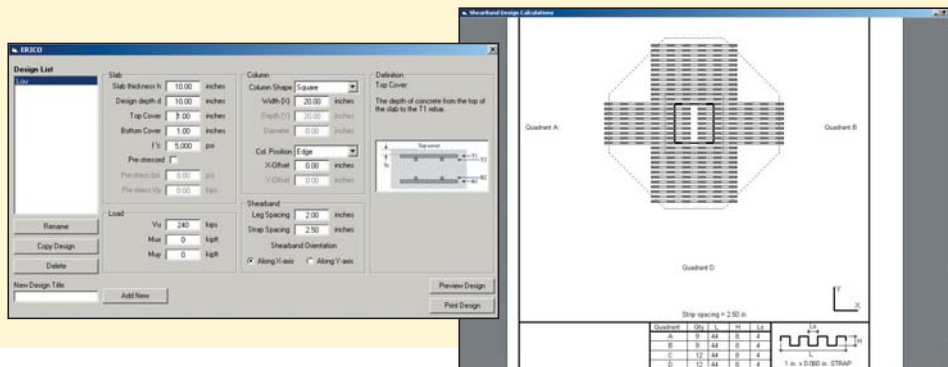 ERICO
Design List
Lou
Rename
Copy Design
Delete
New Design Title
Add New
Slab
Slab thickness h 10.00 inches
Design depth d 10.00 inches
Top Cover 1.00 inches
Bottom Cover 1.00 inches
f'c 5,000 psi
Pre-stressed
Pre-stress fpc 0.00 psi
Pre-stress Vp 0.00 kips
Load
Vu 240 kips
Mux 0 kipft
Muy 0 kipft
Column
Column Shape Square
Width (X) 20.00 inches
Depth (Y) 20.00 inches
Diameter 0.00 inches
Col. Position Edge
X-Offset 0.00 inches
Y-Offset 0.00 inches
Shearband
Leg Spacing 2.00 inches
Strap Spacing 2.50 inches
Shearband Orientation
Along X-axis Along Y-axis
Definition
Top Cover
The depth of concrete from the top of
the slab to the T1 rebar.
Top cover
T1
T2
B2
B1
Preview Design
Print Design
Shearband Design Calculations
Quadrant A
Quadrant B
Quadrant D
Y
X
Strip spacing = 2.50 in.
Quadrant Qty L H Ls
A 9 44 8 4
B 9 44 8 4
C 12 44 8 4
D 12 44 8 4
Ls
H
L
1 in. x 0.080 in. STRAP